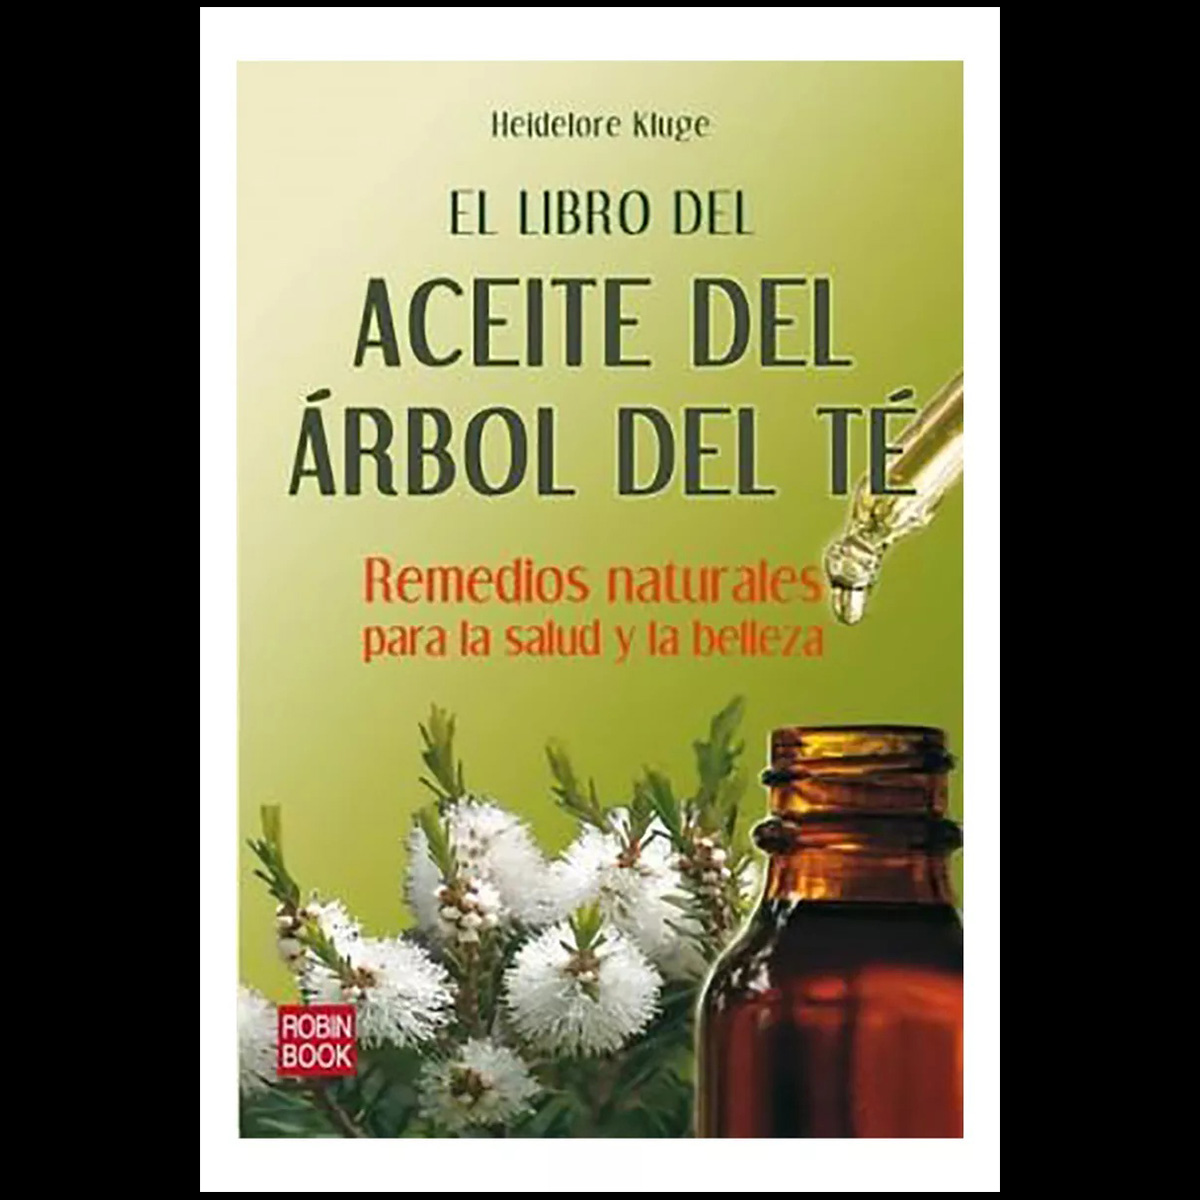 Heidelore Kluge
EL LIBRO DEL
ACEITE DEL
ÁRBOL DEL TÉ
Remedios naturales
para la salud y la belleza
ROBIN
BOOK